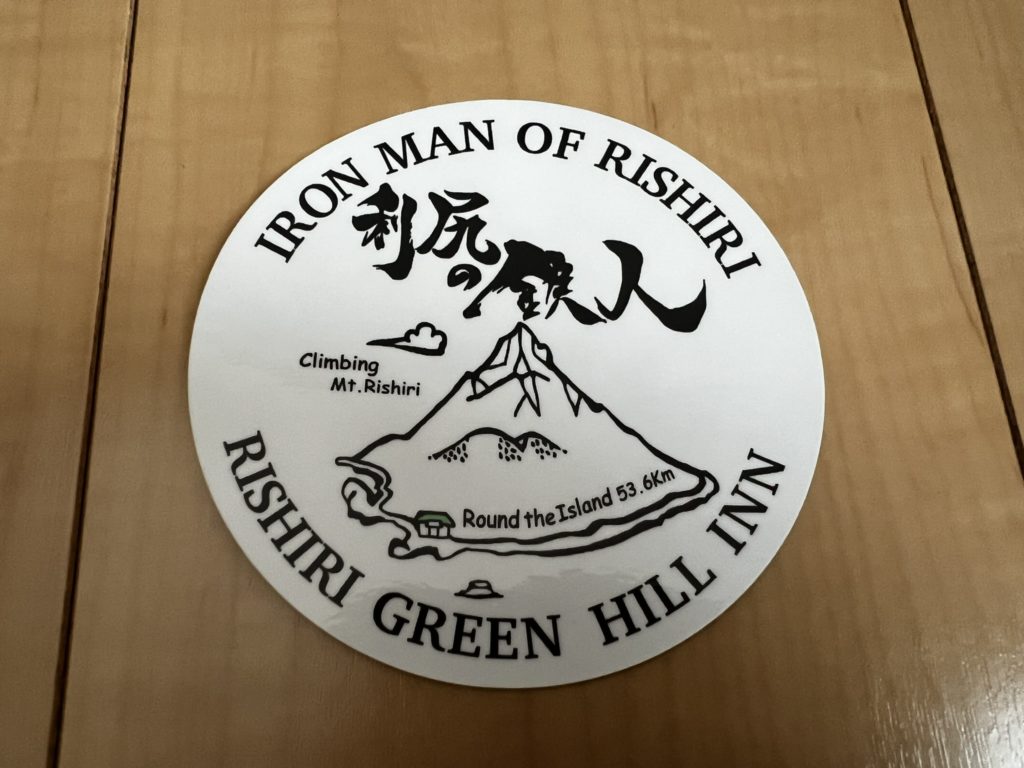 IRON MAN OF RISHIRI
利尻の鉄人
Climbing
Mt.Rishiri
Round the Island 53.6Km
RISHIRI GREEN HILL INN